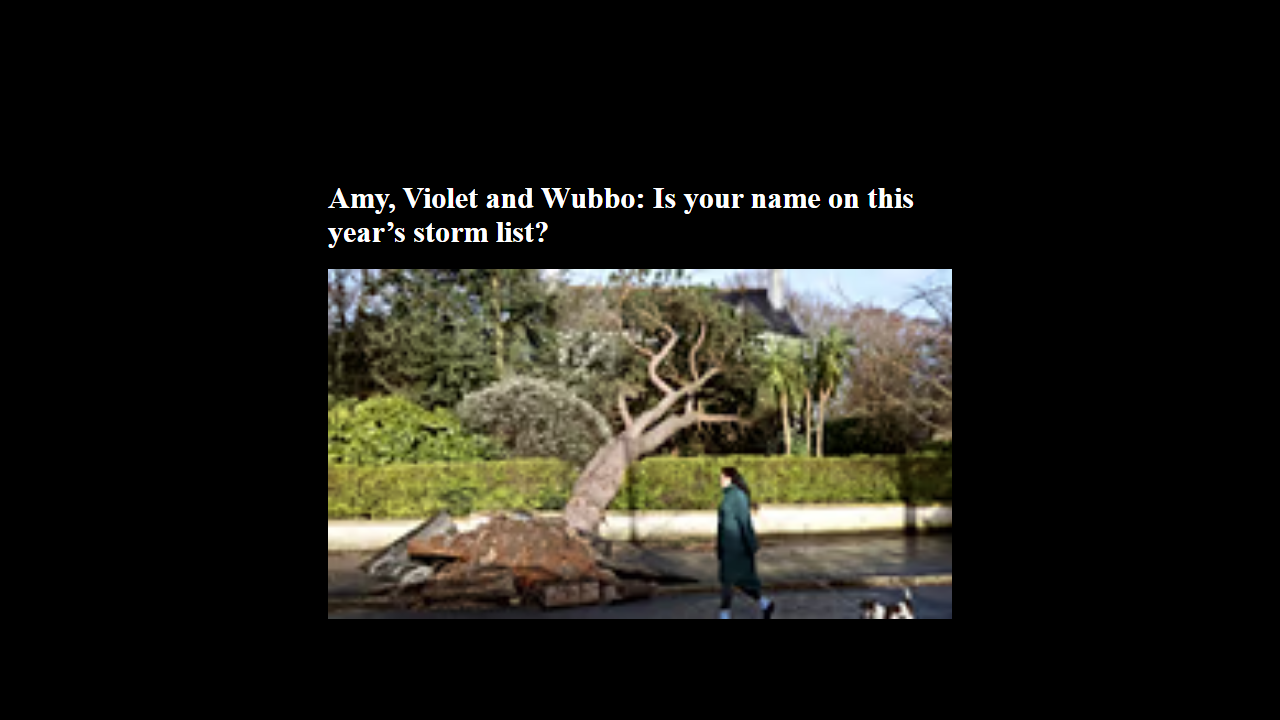 Amy, Violet and Wubbo: Is your name on this
year’s storm list?